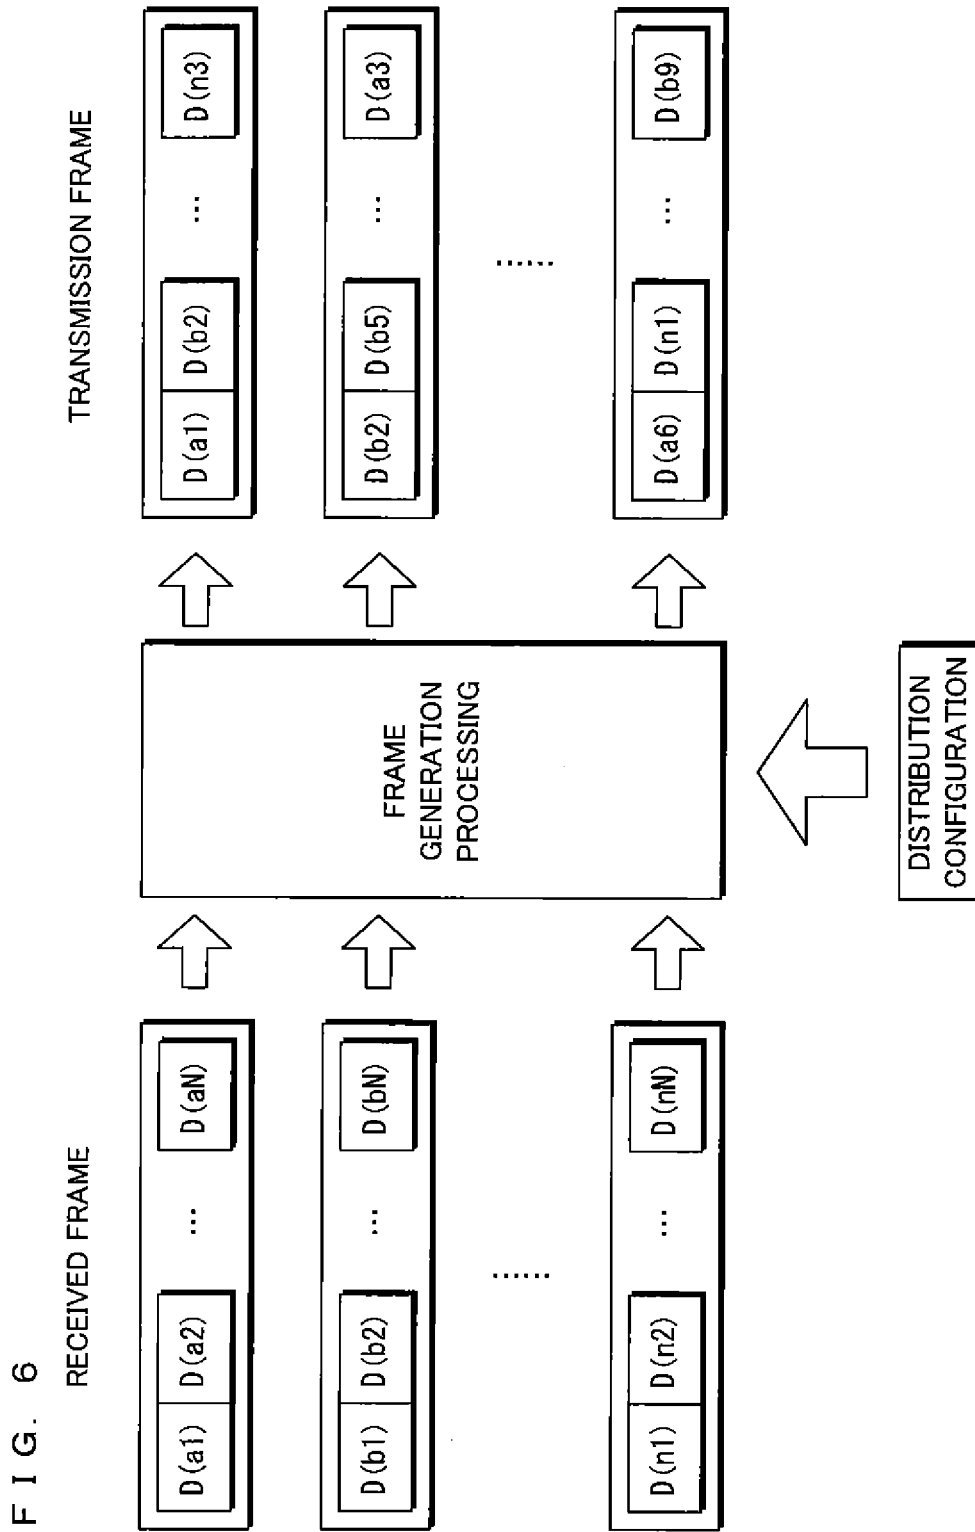 FIG. 6
RECEIVED FRAME
D(a1) D(a2) ... D(aN)
D(b1) D(b2) ... D(bN)
......
D(n1) D(n2) ... D(nN)
FRAME
GENERATION
PROCESSING
DISTRIBUTION
CONFIGURATION
TRANSMISSION FRAME
D(a1) D(b2) ... D(n3)
D(b2) D(b5) ... D(a3)
......
D(a6) D(n1) ... D(b9)